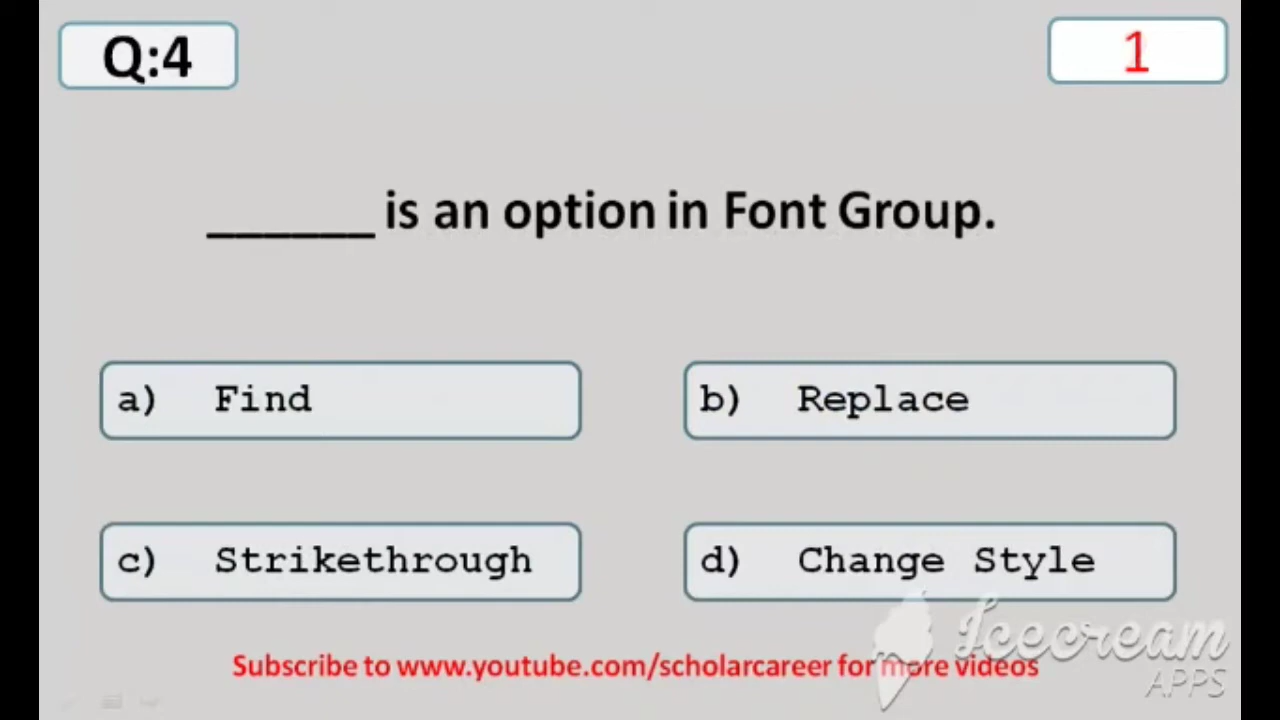 Q:4
1
______ is an option in Font Group.
a) Find
b) Replace
c) Strikethrough
d) Change Style
Subscribe to www.youtube.com/scholarcareer for more videos
Icecream
APPS